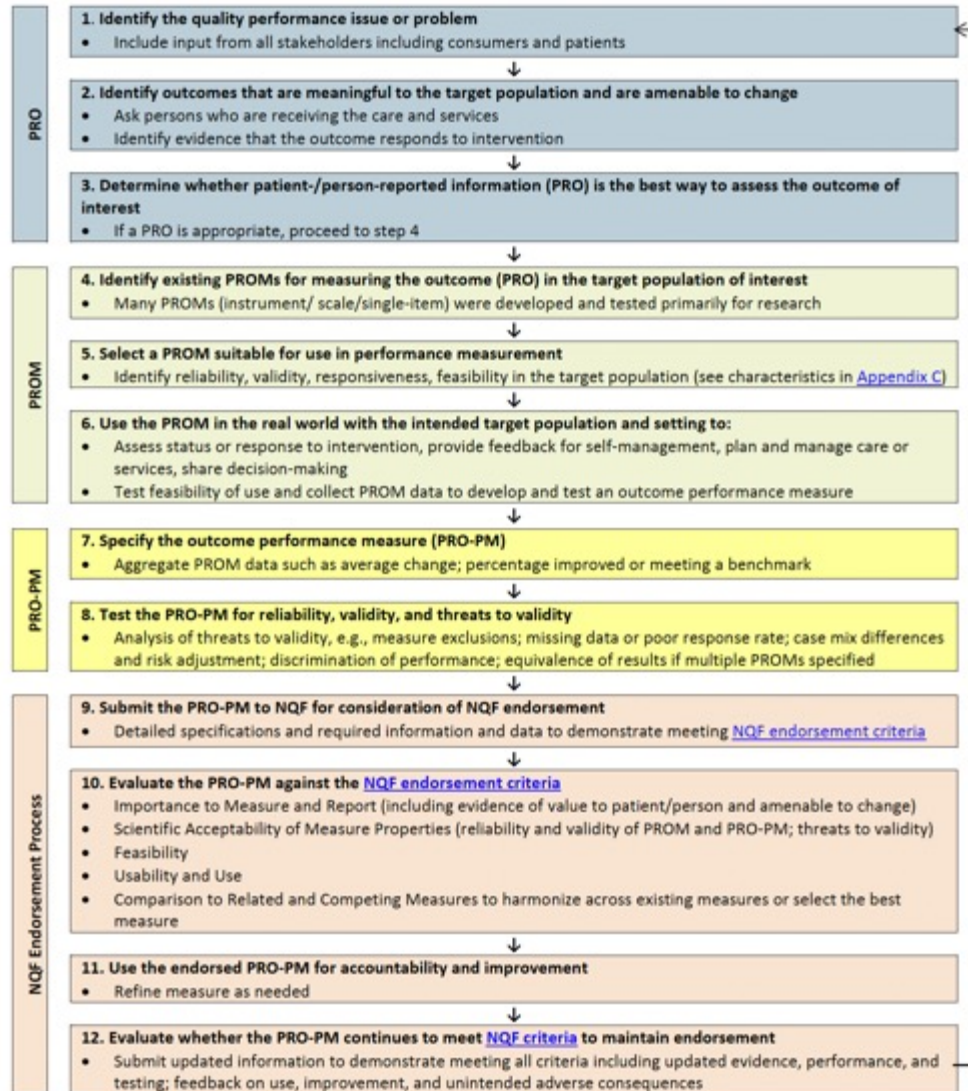 PRO
1. Identify the quality performance issue or problem
• Include input from all stakeholders including consumers and patients
2. Identify outcomes that are meaningful to the target population and are amenable to change
• Ask persons who are receiving the care and services
• Identify evidence that the outcome responds to intervention
3. Determine whether patient-/person-reported information (PRO) is the best way to assess the outcome of
interest
• If a PRO is appropriate, proceed to step 4
PROM
4. Identify existing PROMs for measuring the outcome (PRO) in the target population of interest
• Many PROMs (instrument/ scale/single-item) were developed and tested primarily for research
5. Select a PROM suitable for use in performance measurement
• Identify reliability, validity, responsiveness, feasibility in the target population (see characteristics in Appendix C)
6. Use the PROM in the real world with the intended target population and setting to:
• Assess status or response to intervention, provide feedback for self-management, plan and manage care or
services, share decision-making
• Test feasibility of use and collect PROM data to develop and test an outcome performance measure
PRO-PM
7. Specify the outcome performance measure (PRO-PM)
• Aggregate PROM data such as average change; percentage improved or meeting a benchmark
8. Test the PRO-PM for reliability, validity, and threats to validity
• Analysis of threats to validity, e.g., measure exclusions; missing data or poor response rate; case mix differences
and risk adjustment; discrimination of performance; equivalence of results if multiple PROMs specified
NQF Endorsement Process
9. Submit the PRO-PM to NQF for consideration of NQF endorsement
• Detailed specifications and required information and data to demonstrate meeting NQF endorsement criteria
10. Evaluate the PRO-PM against the NQF endorsement criteria
• Importance to Measure and Report (including evidence of value to patient/person and amenable to change)
• Scientific Acceptability of Measure Properties (reliability and validity of PROM and PRO-PM; threats to validity)
• Feasibility
• Usability and Use
• Comparison to Related and Competing Measures to harmonize across existing measures or select the best
measure
11. Use the endorsed PRO-PM for accountability and improvement
• Refine measure as needed
12. Evaluate whether the PRO-PM continues to meet NQF criteria to maintain endorsement
• Submit updated information to demonstrate meeting all criteria including updated evidence, performance, and
testing; feedback on use, improvement, and unintended adverse consequences